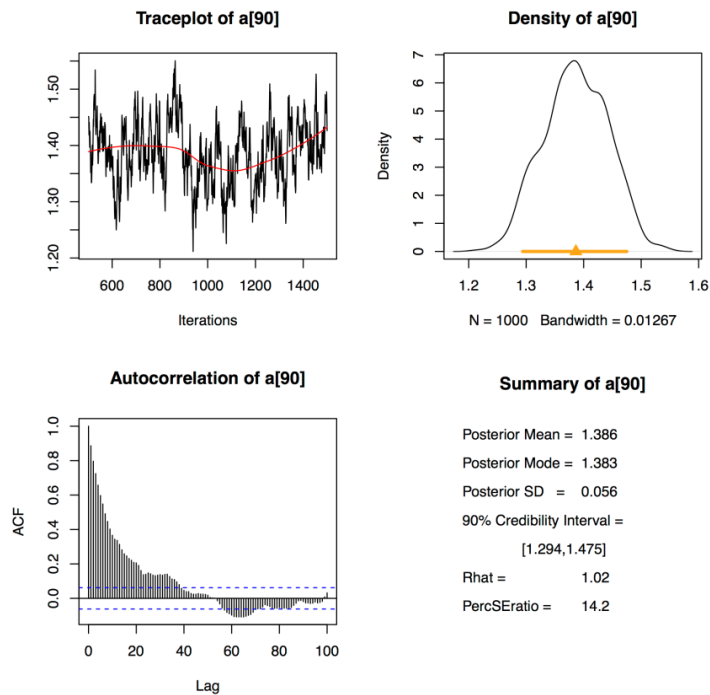 Traceplot of a[90]
1.20 1.30 1.40 1.50
600 800 1000 1200 1400
Iterations
Density of a[90]
Density
0 1 2 3 4 5 6 7
1.2 1.3 1.4 1.5 1.6
N = 1000 Bandwidth = 0.01267
Autocorrelation of a[90]
ACF
0.0 0.2 0.4 0.6 0.8 1.0
0 20 40 60 80 100
Lag
Summary of a[90]
Posterior Mean = 1.386
Posterior Mode = 1.383
Posterior SD = 0.056
90% Credibility Interval =
[1.294,1.475]
Rhat = 1.02
PercSEratio = 14.2